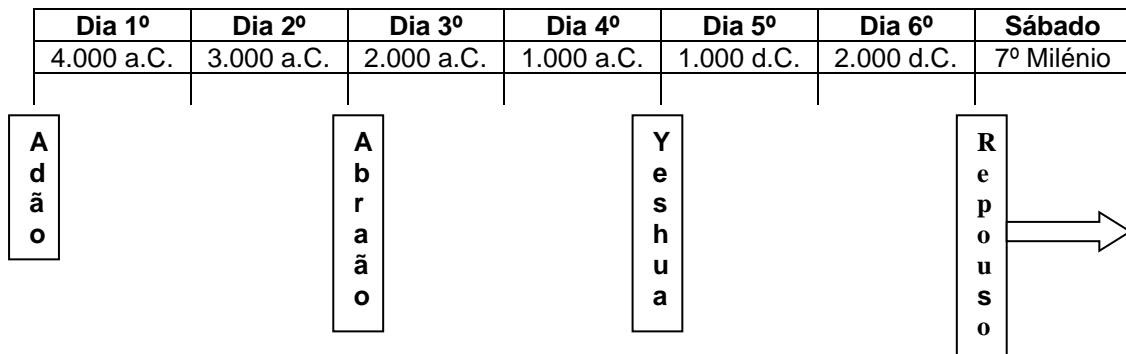 Dia 1º Dia 2º Dia 3º Dia 4º Dia 5º Dia 6º Sábado
4.000 a.C. 3.000 a.C. 2.000 a.C. 1.000 a.C. 1.000 d.C. 2.000 d.C. 7º Milénio
Adão
Abraão
Yeshua
Repouso